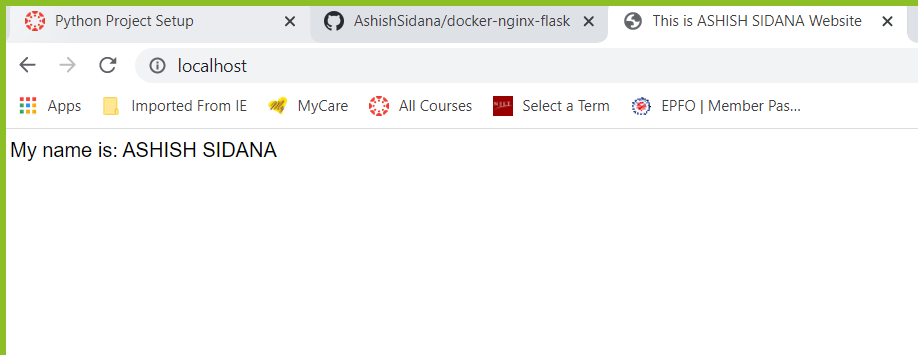 Python Project Setup AshishSidana/docker-nginx-flask This is ASHISH SIDANA Website
localhost
Apps Imported From IE MyCare All Courses Select a Term EPFO | Member Pas...
My name is: ASHISH SIDANA